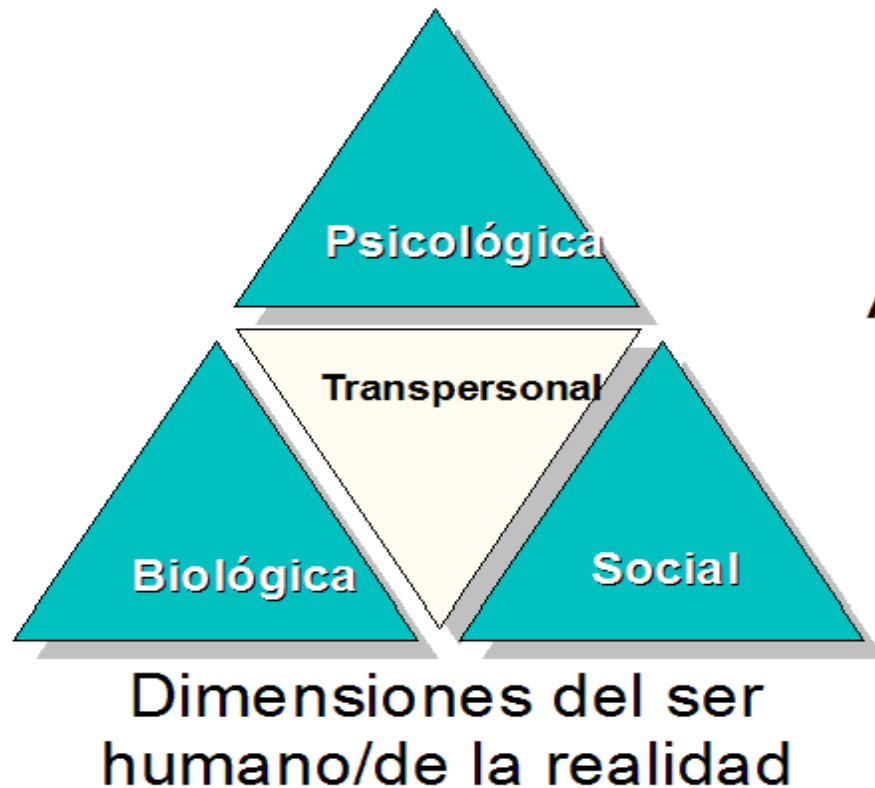 Psicológica
Transpersonal
Biológica
Social
Dimensiones del ser
humano/de la realidad